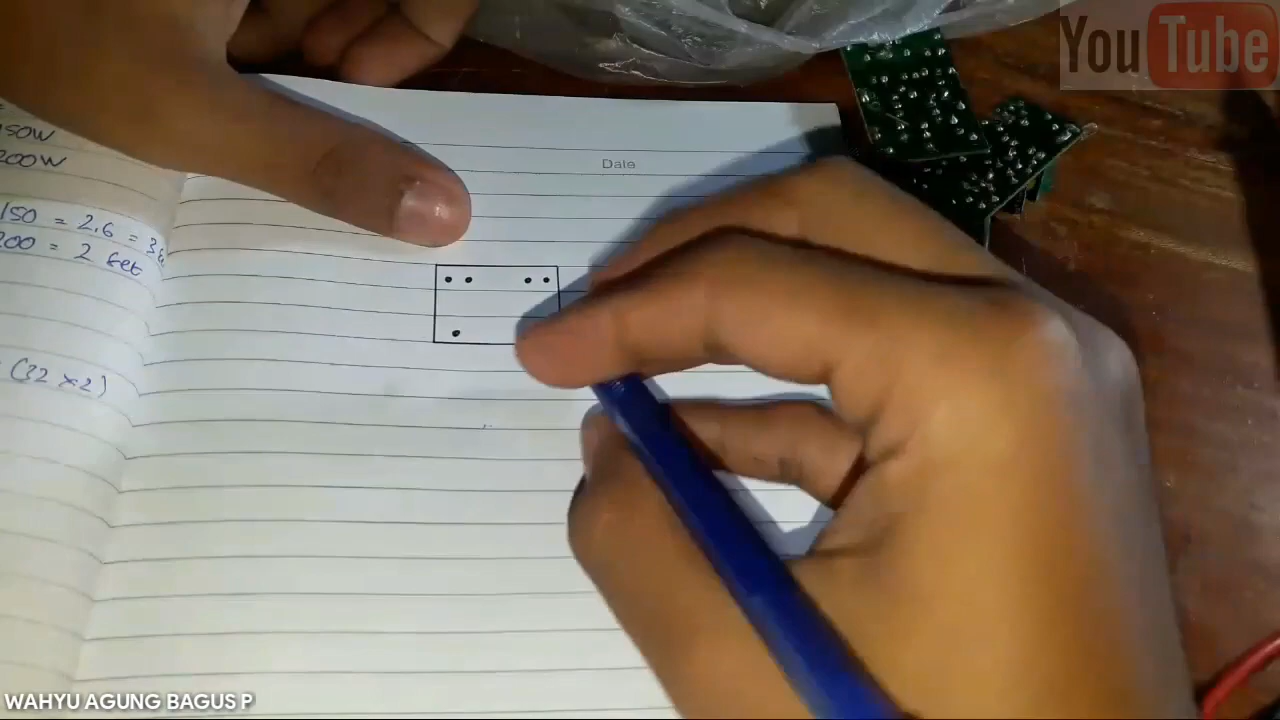 YouTube
Date
150W
200W
150 = 2.6 = 3
200 = 2 Set
(32 x 2)
WAHYU AGUNG BAGUS P